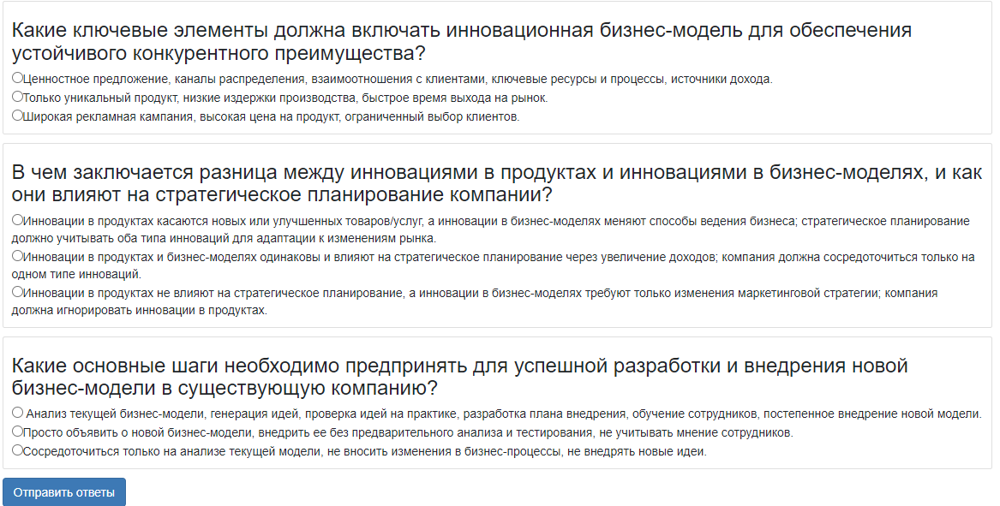 Какие ключевые элементы должна включать инновационная бизнес-модель для обеспечения
устойчивого конкурентного преимущества?
Ценностное предложение, каналы распределения, взаимоотношения с клиентами, ключевые ресурсы и процессы, источники дохода.
Только уникальный продукт, низкие издержки производства, быстрое время выхода на рынок.
Широкая рекламная кампания, высокая цена на продукт, ограниченный выбор клиентов.
В чем заключается разница между инновациями в продуктах и инновациями в бизнес-моделях, и как
они влияют на стратегическое планирование компании?
Инновации в продуктах касаются новых или улучшенных товаров/услуг, а инновации в бизнес-моделях меняют способы ведения бизнеса; стратегическое планирование
должно учитывать оба типа инноваций для адаптации к изменениям рынка.
Инновации в продуктах и бизнес-моделях одинаковы и влияют на стратегическое планирование через увеличение доходов; компания должна сосредоточиться только на
одном типе инноваций.
Инновации в продуктах не влияют на стратегическое планирование, а инновации в бизнес-моделях требуют только изменения маркетинговой стратегии; компания
должна игнорировать инновации в продуктах.
Какие основные шаги необходимо предпринять для успешной разработки и внедрения новой
бизнес-модели в существующую компанию?
Анализ текущей бизнес-модели, генерация идей, проверка идей на практике, разработка плана внедрения, обучение сотрудников, постепенное внедрение новой модели.
Просто объявить о новой бизнес-модели, внедрить ее без предварительного анализа и тестирования, не учитывать мнение сотрудников.
Сосредоточиться только на анализе текущей модели, не вносить изменения в бизнес-процессы, не внедрять новые идеи.
Отправить ответы